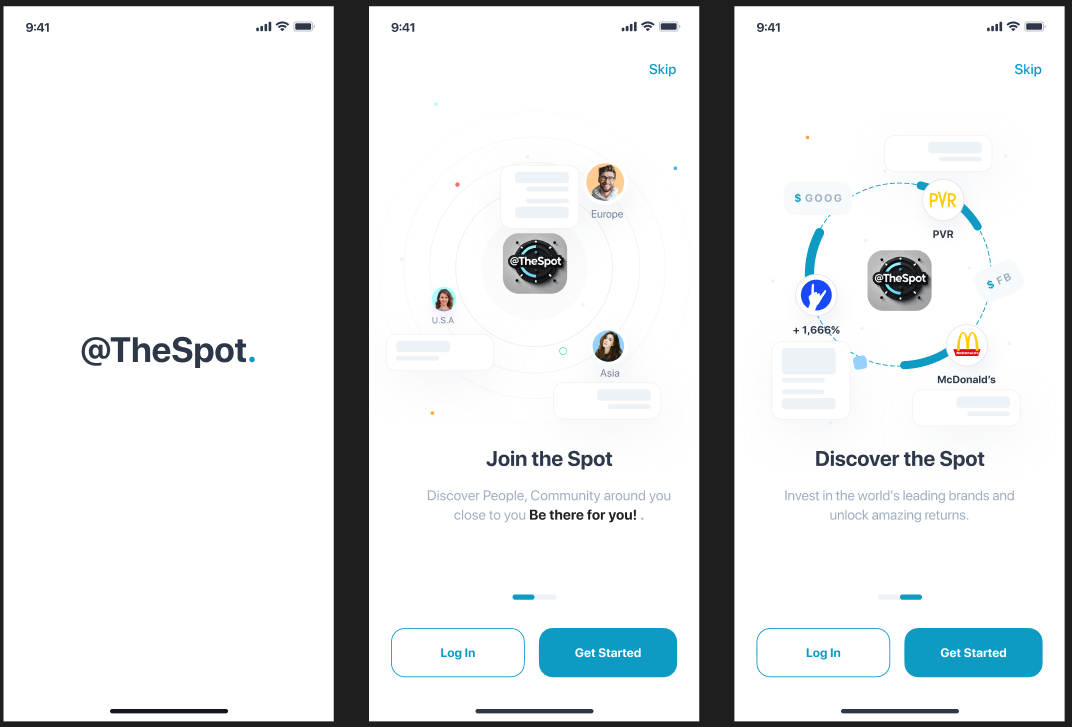 9:41
@TheSpot.
9:41
Skip
Europe
@TheSpot
U.S.A
Asia
Join the Spot
Discover People, Community around you
close to you Be there for you! .
Log In
Get Started
9:41
Skip
$ GOOG
PVR
PVR
@TheSpot
$ FB
+ 1,666%
McDonald's
McDonald’s
Discover the Spot
Invest in the world's leading brands and
unlock amazing returns.
Log In
Get Started